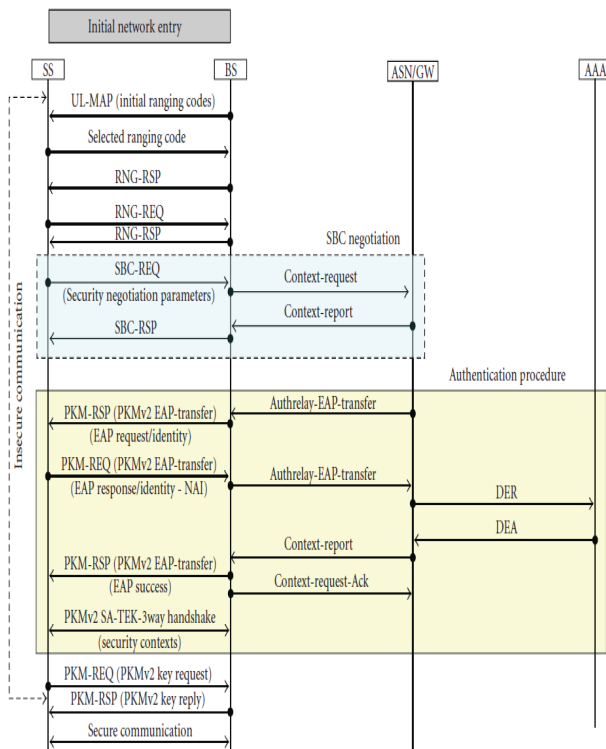 Initial network entry
SS
BS
ASN/GW
AAA
UL-MAP (initial ranging codes)
Selected ranging code
RNG-RSP
RNG-REQ
RNG-RSP
SBC negotiation
SBC-REQ
Context-request
(Security negotiation parameters)
Context-report
SBC-RSP
Insecure communication
Authentication procedure
Authrelay-EAP-transfer
PKM-RSP (PKMv2 EAP-transfer)
(EAP request/identity)
PKM-REQ (PKMv2 EAP-transfer)
Authrelay-EAP-transfer
(EAP response/identity - NAI)
DER
DEA
Context-report
PKM-RSP (PKMv2 EAP-transfer)
(EAP success)
Context-request-Ack
PKMv2 SA-TEK-3way handshake
(security contexts)
PKM-REQ (PKMv2 key request)
PKM-RSP (PKMv2 key reply)
Secure communication